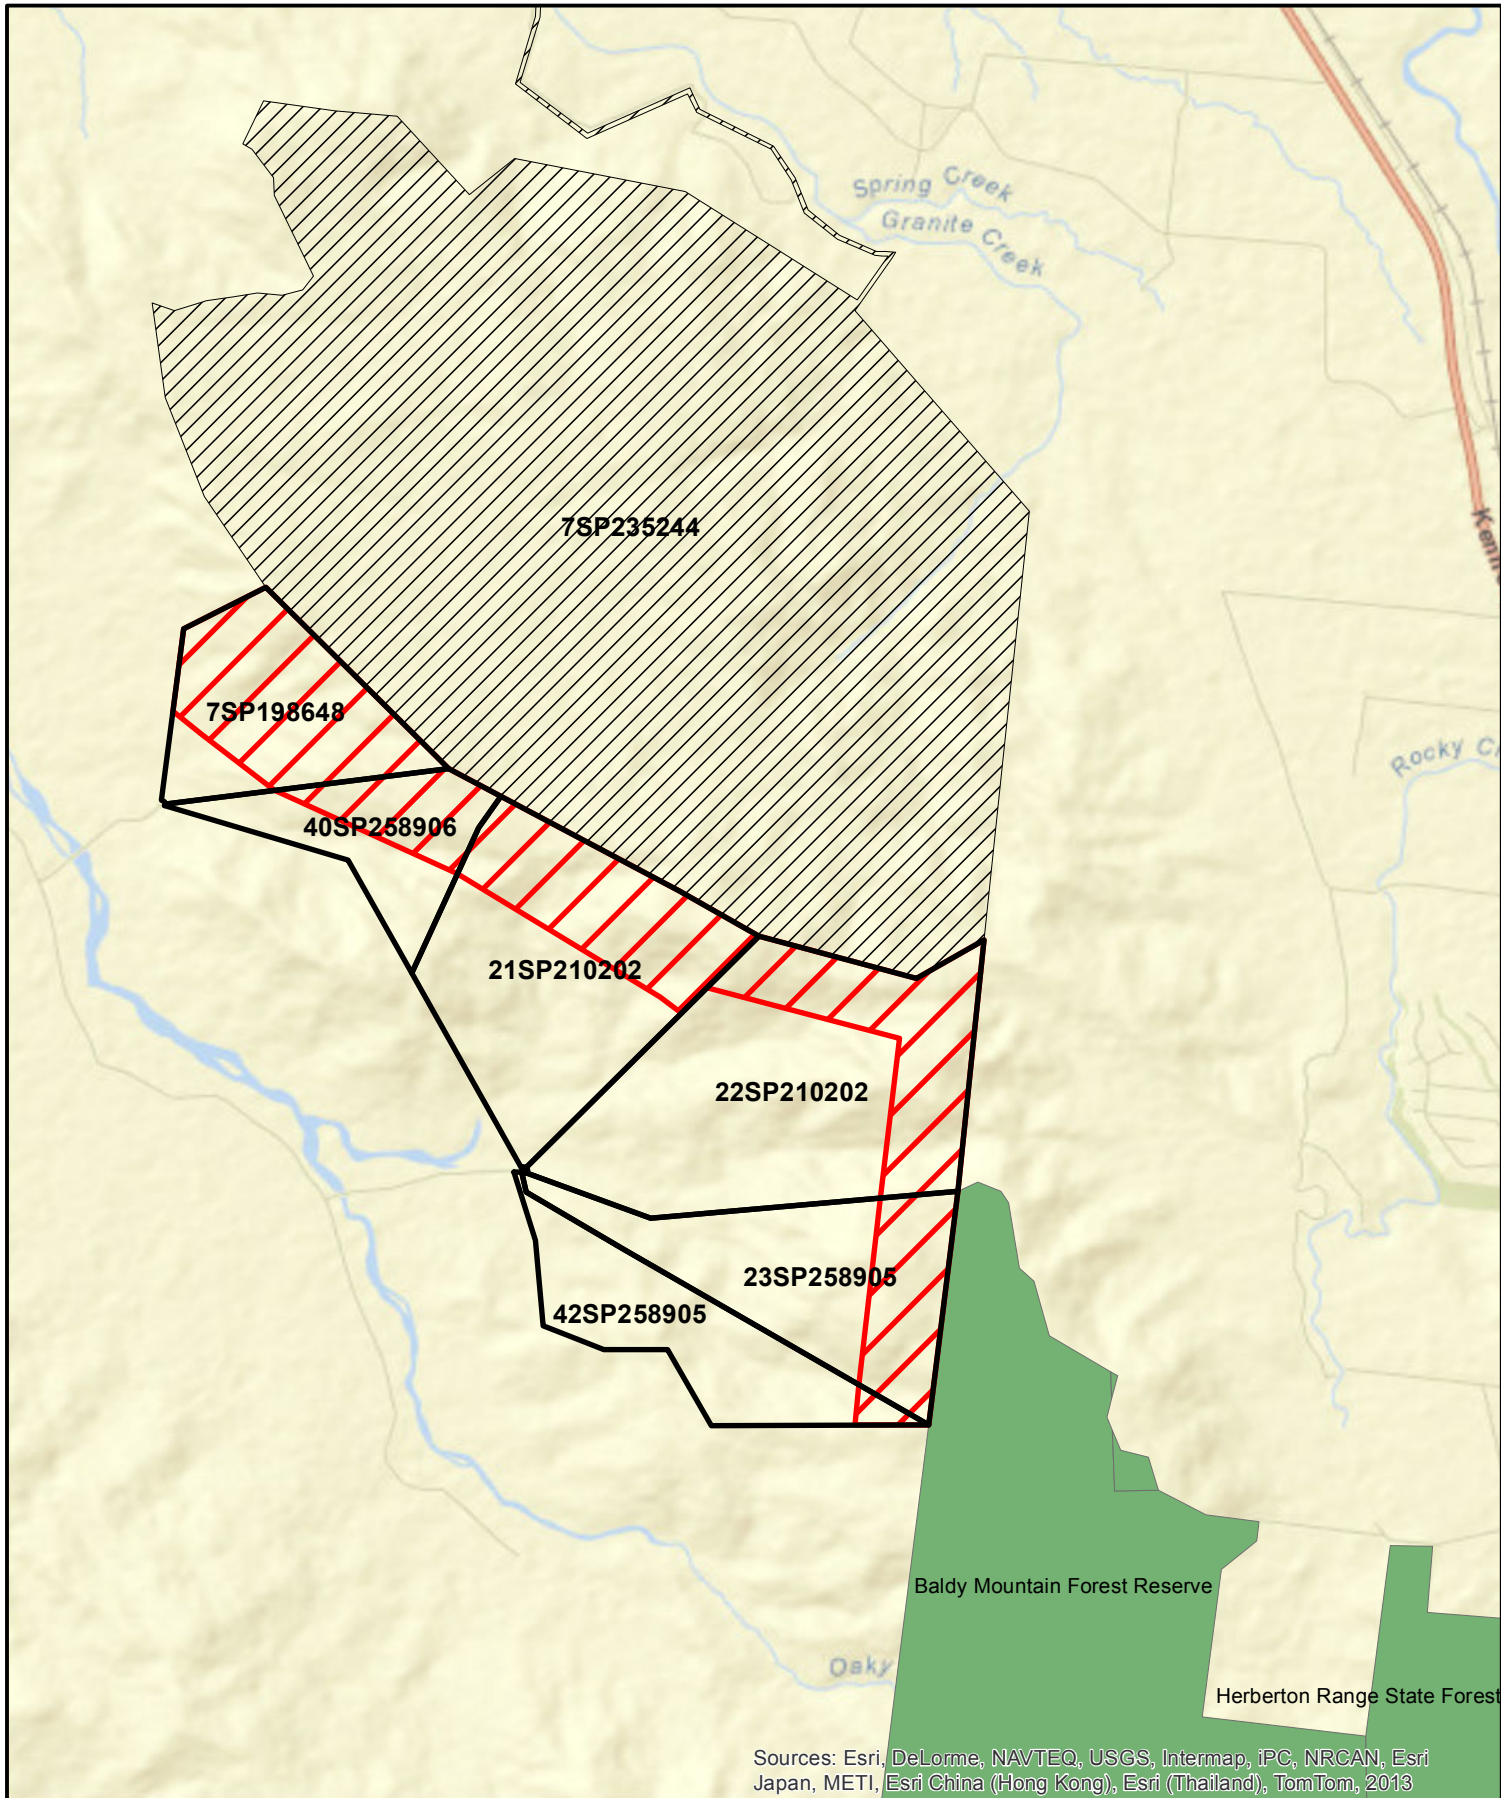 Spring Creek
Granite Creek
7SP235244
7SP198648
Rocky
40SP258906
21SP210202
22SP210202
23SP258905
42SP258905
Baldy Mountain Forest Reserve
Oaky
Herberton Range State Forest
Sources: Esri, DeLorme, NAVTEQ, USGS, Intermap, iPC, NRCAN, Esri
Japan, METI, Esri China (Hong Kong), Esri (Thailand), TomTom, 2013